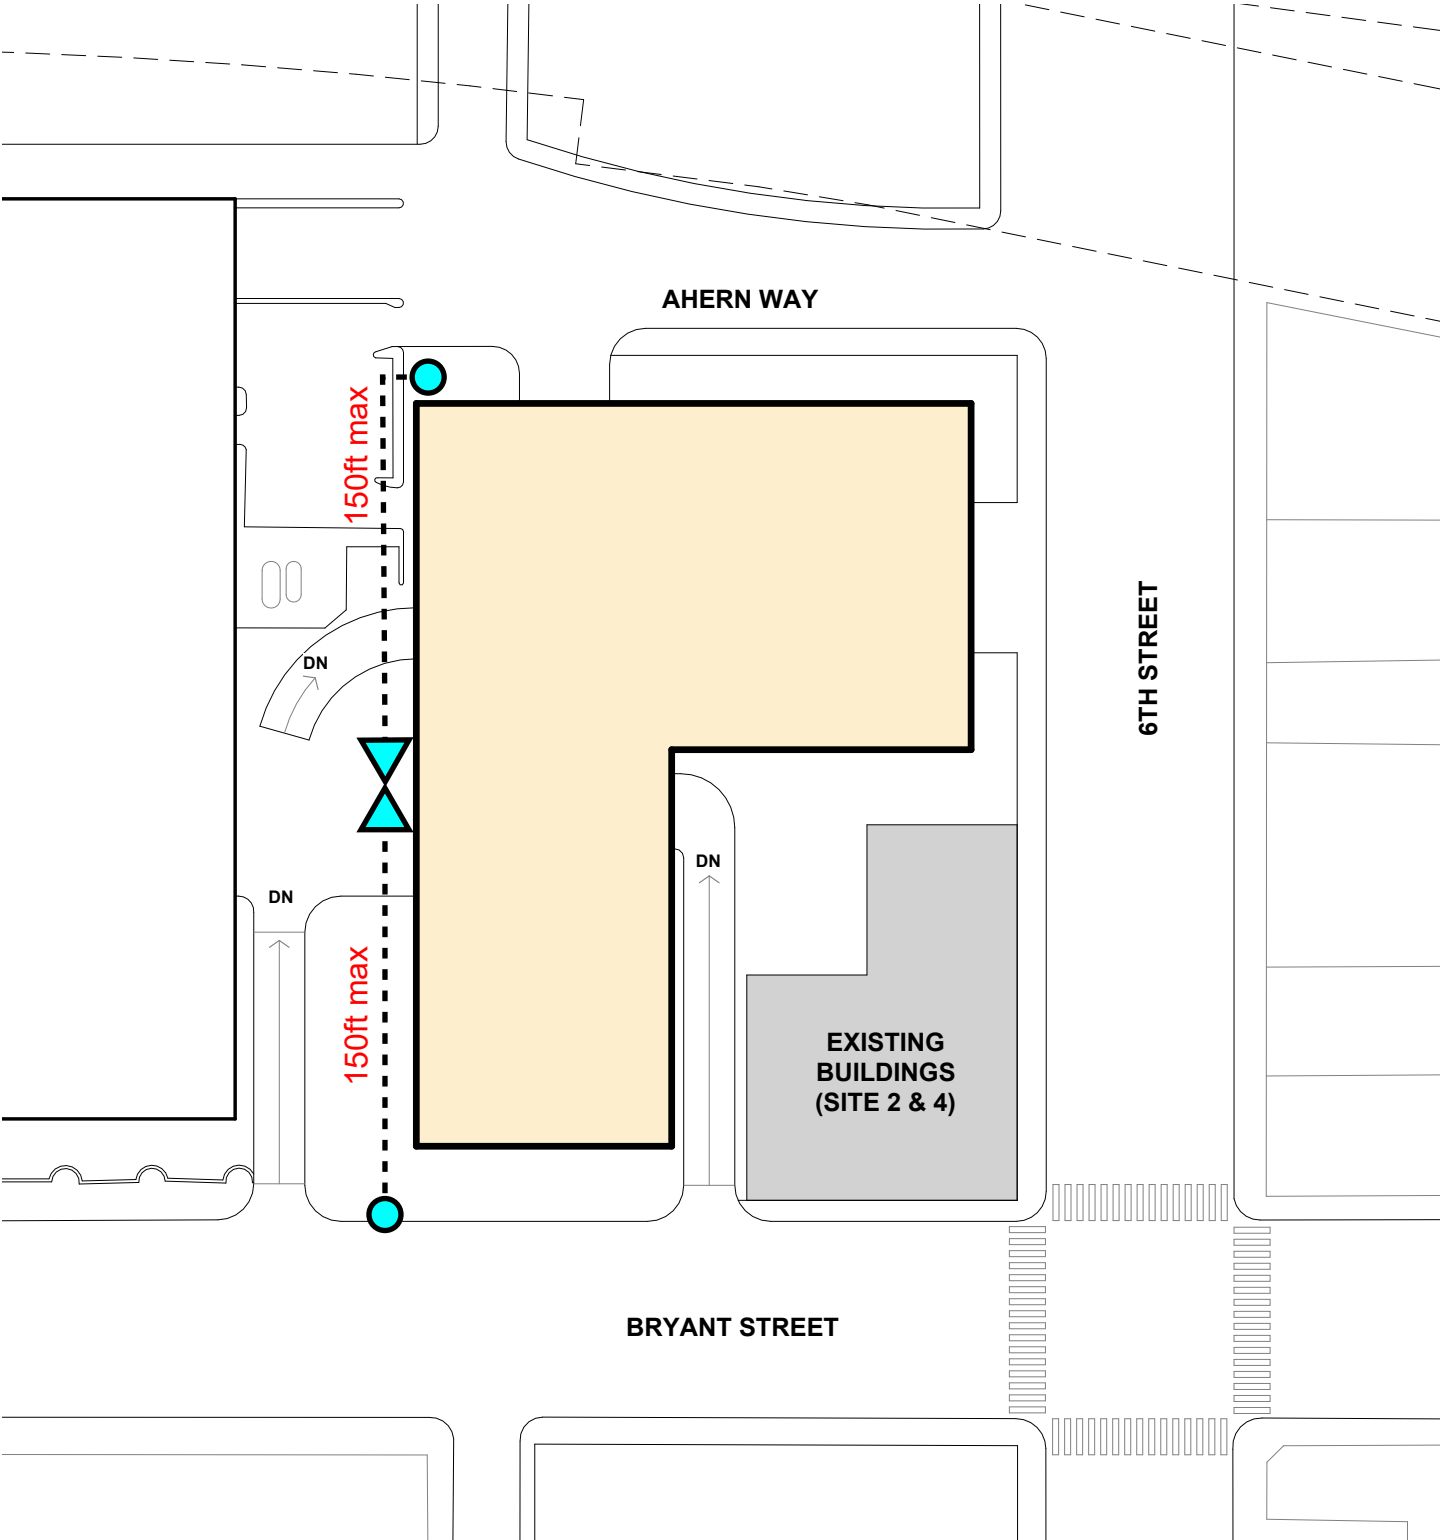 AHERN WAY
150ft max
6TH STREET
DN
DN
DN
150ft max
EXISTING
BUILDINGS
(SITE 2 & 4)
BRYANT STREET